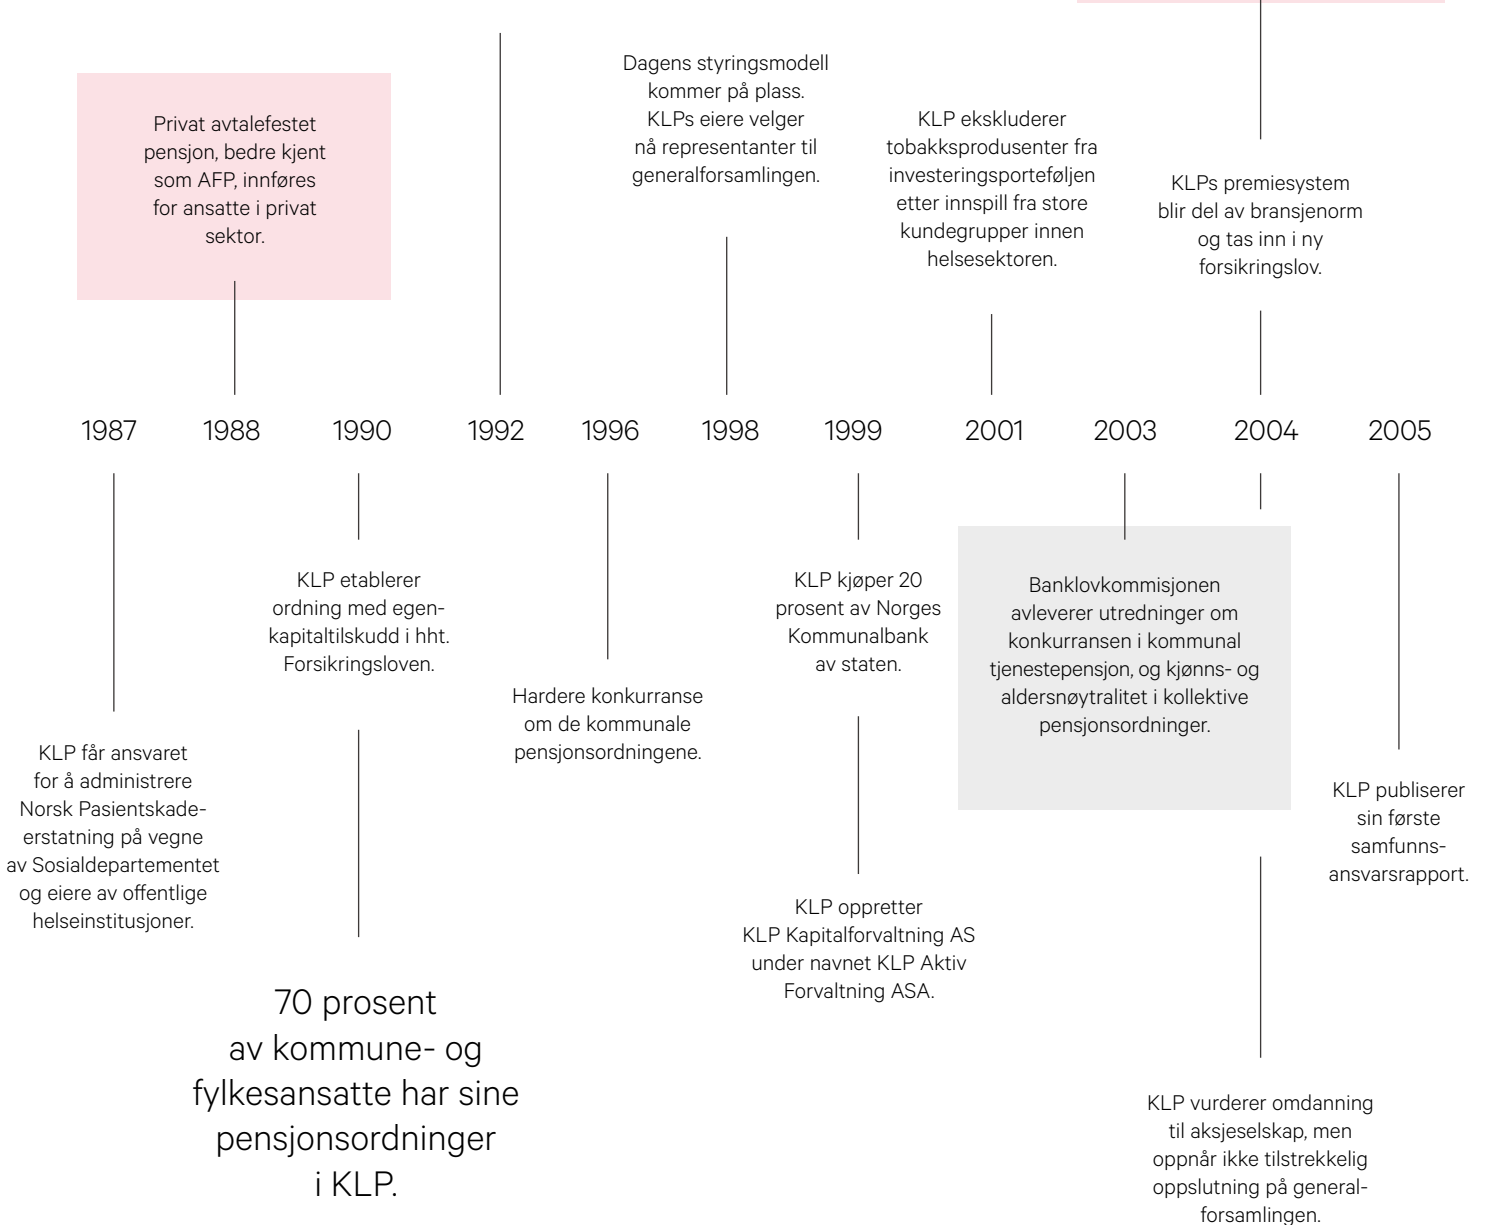 Dagens styringsmodell
kommer på plass.
KLPs eiere velger
nå representanter til
generalforsamlingen.
Privat avtalefestet
pensjon, bedre kjent
som AFP, innføres
for ansatte i privat
sektor.
KLP ekskluderer
tobakksprodusenter fra
investeringsporteføljen
etter innspill fra store
kundegrupper innen
helsesektoren.
KLPs premiesystem
blir del av bransjenorm
og tas inn i ny
forsikringslov.
1987 1988 1990 1992 1996 1998 1999 2001 2003 2004 2005
KLP får ansvaret
for å administrere
Norsk Pasientskade-
erstatning på vegne
av Sosialdepartementet
og eiere av offentlige
helseinstitusjoner.
KLP etablerer
ordning med egen-
kapitaltilskudd i hht.
Forsikringsloven.
70 prosent
av kommune- og
fylkesansatte har sine
pensjonsordninger
i KLP.
Hardere konkurranse
om de kommunale
pensjonsordningene.
KLP kjøper 20
prosent av Norges
Kommunalbank
av staten.
KLP oppretter
KLP Kapitalforvaltning AS
under navnet KLP Aktiv
Forvaltning ASA.
Banklovkommisjonen
avleverer utredninger om
konkurransen i kommunal
tjenestepensjon, og kjønns- og
aldersnøytralitet i kollektive
pensjonsordninger.
KLP vurderer omdanning
til aksjeselskap, men
oppnår ikke tilstrekkelig
oppslutning på general-
forsamlingen.
KLP publiserer
sin første
samfunns-
ansvarsrapport.